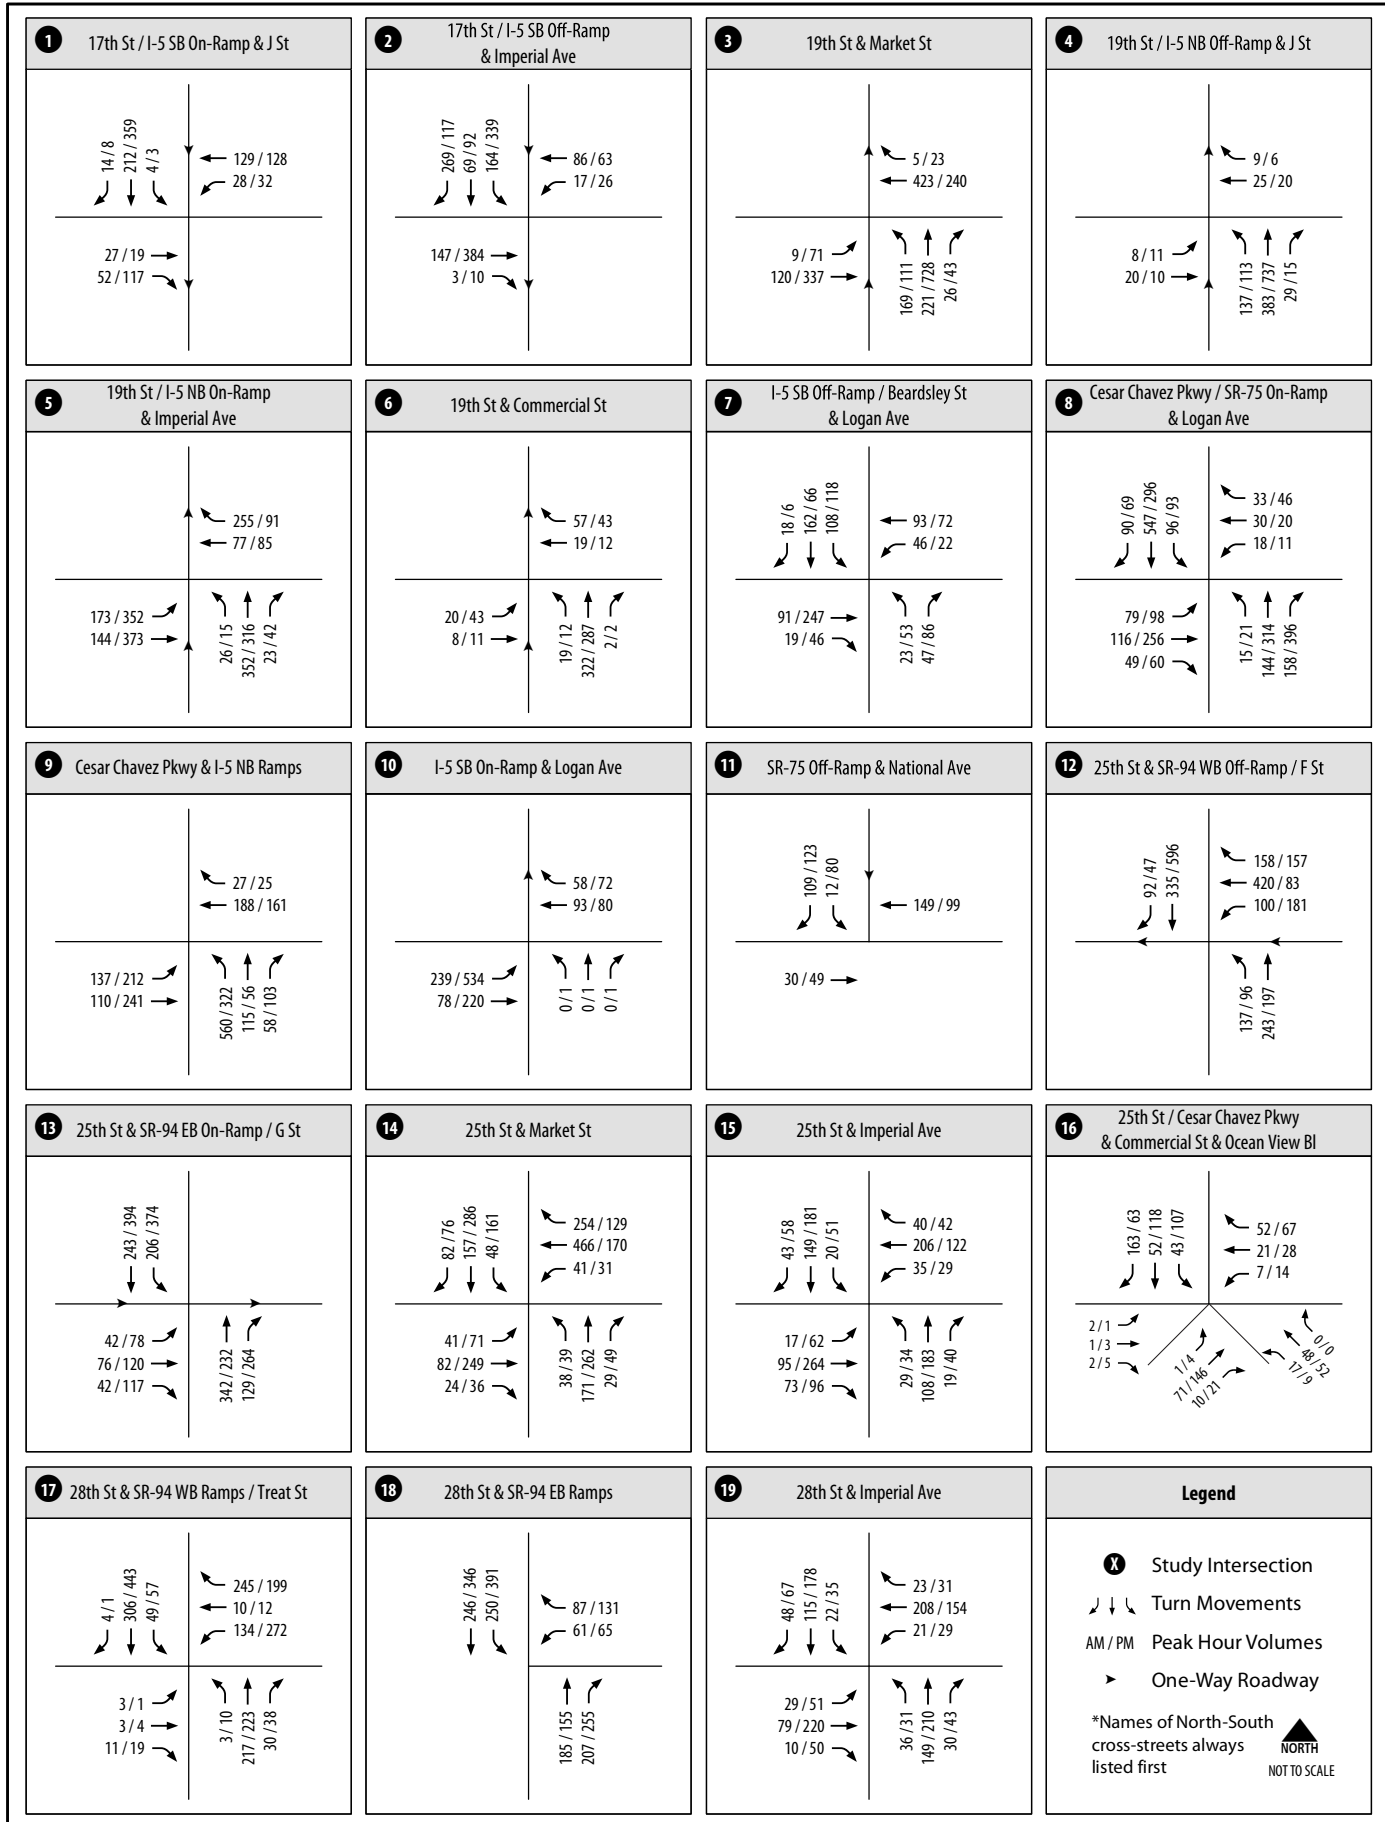 1
17th St / I-5 SB On-Ramp & J St
14 / 8
212 / 359
4 / 3
129 / 128
28 / 32
27 / 19
52 / 117
2
17th St / I-5 SB Off-Ramp
& Imperial Ave
269 / 117
69 / 92
164 / 339
86 / 63
17 / 26
147 / 384
3 / 10
3
19th St & Market St
5 / 23
423 / 240
9 / 71
120 / 337
169 / 111
221 / 728
26 / 43
4
19th St / I-5 NB Off-Ramp & J St
9 / 6
25 / 20
8 / 11
20 / 10
137 / 113
383 / 737
29 / 15
5
19th St / I-5 NB On-Ramp
& Imperial Ave
255 / 91
77 / 85
173 / 352
144 / 373
26 / 15
352 / 316
23 / 42
6
19th St & Commercial St
57 / 43
19 / 12
20 / 43
8 / 11
19 / 12
322 / 287
2 / 2
7
I-5 SB Off-Ramp / Beardsley St
& Logan Ave
18 / 6
162 / 66
108 / 118
93 / 72
46 / 22
91 / 247
19 / 46
23 / 53
47 / 86
8
Cesar Chavez Pkwy / SR-75 On-Ramp
& Logan Ave
90 / 69
547 / 296
96 / 93
33 / 46
30 / 20
18 / 11
79 / 98
116 / 256
49 / 60
15 / 21
144 / 314
158 / 396
9
Cesar Chavez Pkwy & I-5 NB Ramps
27 / 25
188 / 161
137 / 212
110 / 241
560 / 322
115 / 56
58 / 103
10
I-5 SB On-Ramp & Logan Ave
58 / 72
93 / 80
239 / 534
78 / 220
0 / 1
0 / 1
0 / 1
11
SR-75 Off-Ramp & National Ave
109 / 123
12 / 80
149 / 99
30 / 49
12
25th St & SR-94 WB Off-Ramp / F St
92 / 47
335 / 596
158 / 157
420 / 83
100 / 181
137 / 96
243 / 197
13
25th St & SR-94 EB On-Ramp / G St
243 / 394
206 / 374
42 / 78
76 / 120
42 / 117
342 / 232
129 / 264
14
25th St & Market St
82 / 76
157 / 286
48 / 161
254 / 129
466 / 170
41 / 31
41 / 71
82 / 249
24 / 36
38 / 39
171 / 262
29 / 49
15
25th St & Imperial Ave
43 / 58
149 / 181
20 / 51
40 / 42
206 / 122
35 / 29
17 / 62
95 / 264
73 / 96
29 / 34
108 / 183
19 / 40
16
25th St / Cesar Chavez Pkwy
& Commercial St & Ocean View Bl
163 / 63
52 / 118
43 / 107
52 / 67
21 / 28
7 / 14
2 / 1
1 / 3
2 / 5
1 / 4
71 / 146
10 / 21
0 / 0
48 / 52
17 / 9
17
28th St & SR-94 WB Ramps / Treat St
4 / 1
306 / 443
49 / 57
245 / 199
10 / 12
134 / 272
3 / 1
3 / 4
11 / 19
3 / 10
217 / 223
30 / 38
18
28th St & SR-94 EB Ramps
246 / 346
250 / 391
87 / 131
61 / 65
185 / 155
207 / 255
19
28th St & Imperial Ave
48 / 67
115 / 178
22 / 35
23 / 31
208 / 154
21 / 29
29 / 51
79 / 220
10 / 50
36 / 31
149 / 210
30 / 43
Legend
X Study Intersection
Turn Movements
AM / PM Peak Hour Volumes
One-Way Roadway
*Names of North-South
cross-streets always
listed first
NORTH
NOT TO SCALE